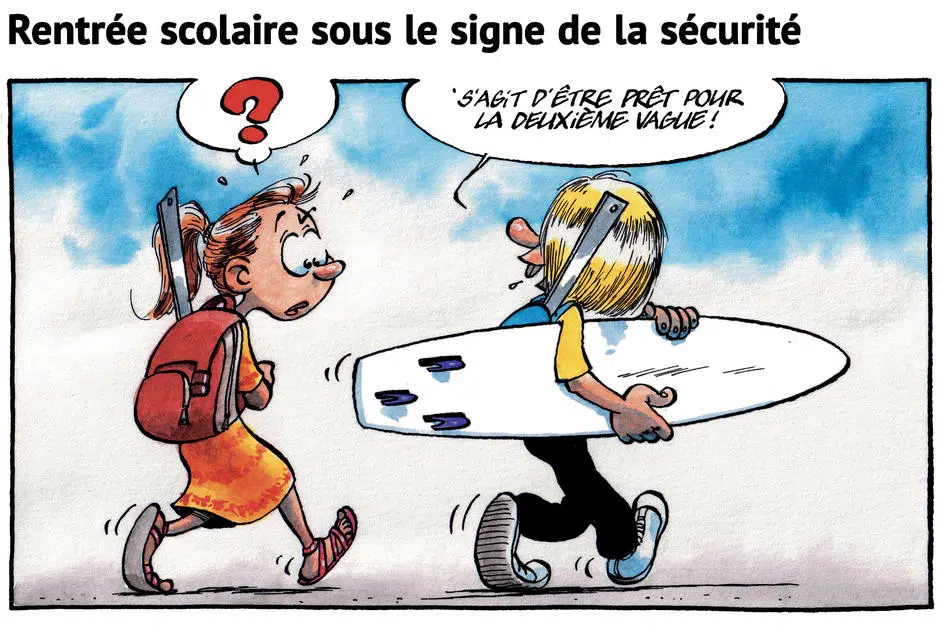 Rentrée scolaire sous le signe de la sécurité
?
'S'AGIT D'ÊTRE PRÊT POUR
LA DEUXIÈME VAGUE !